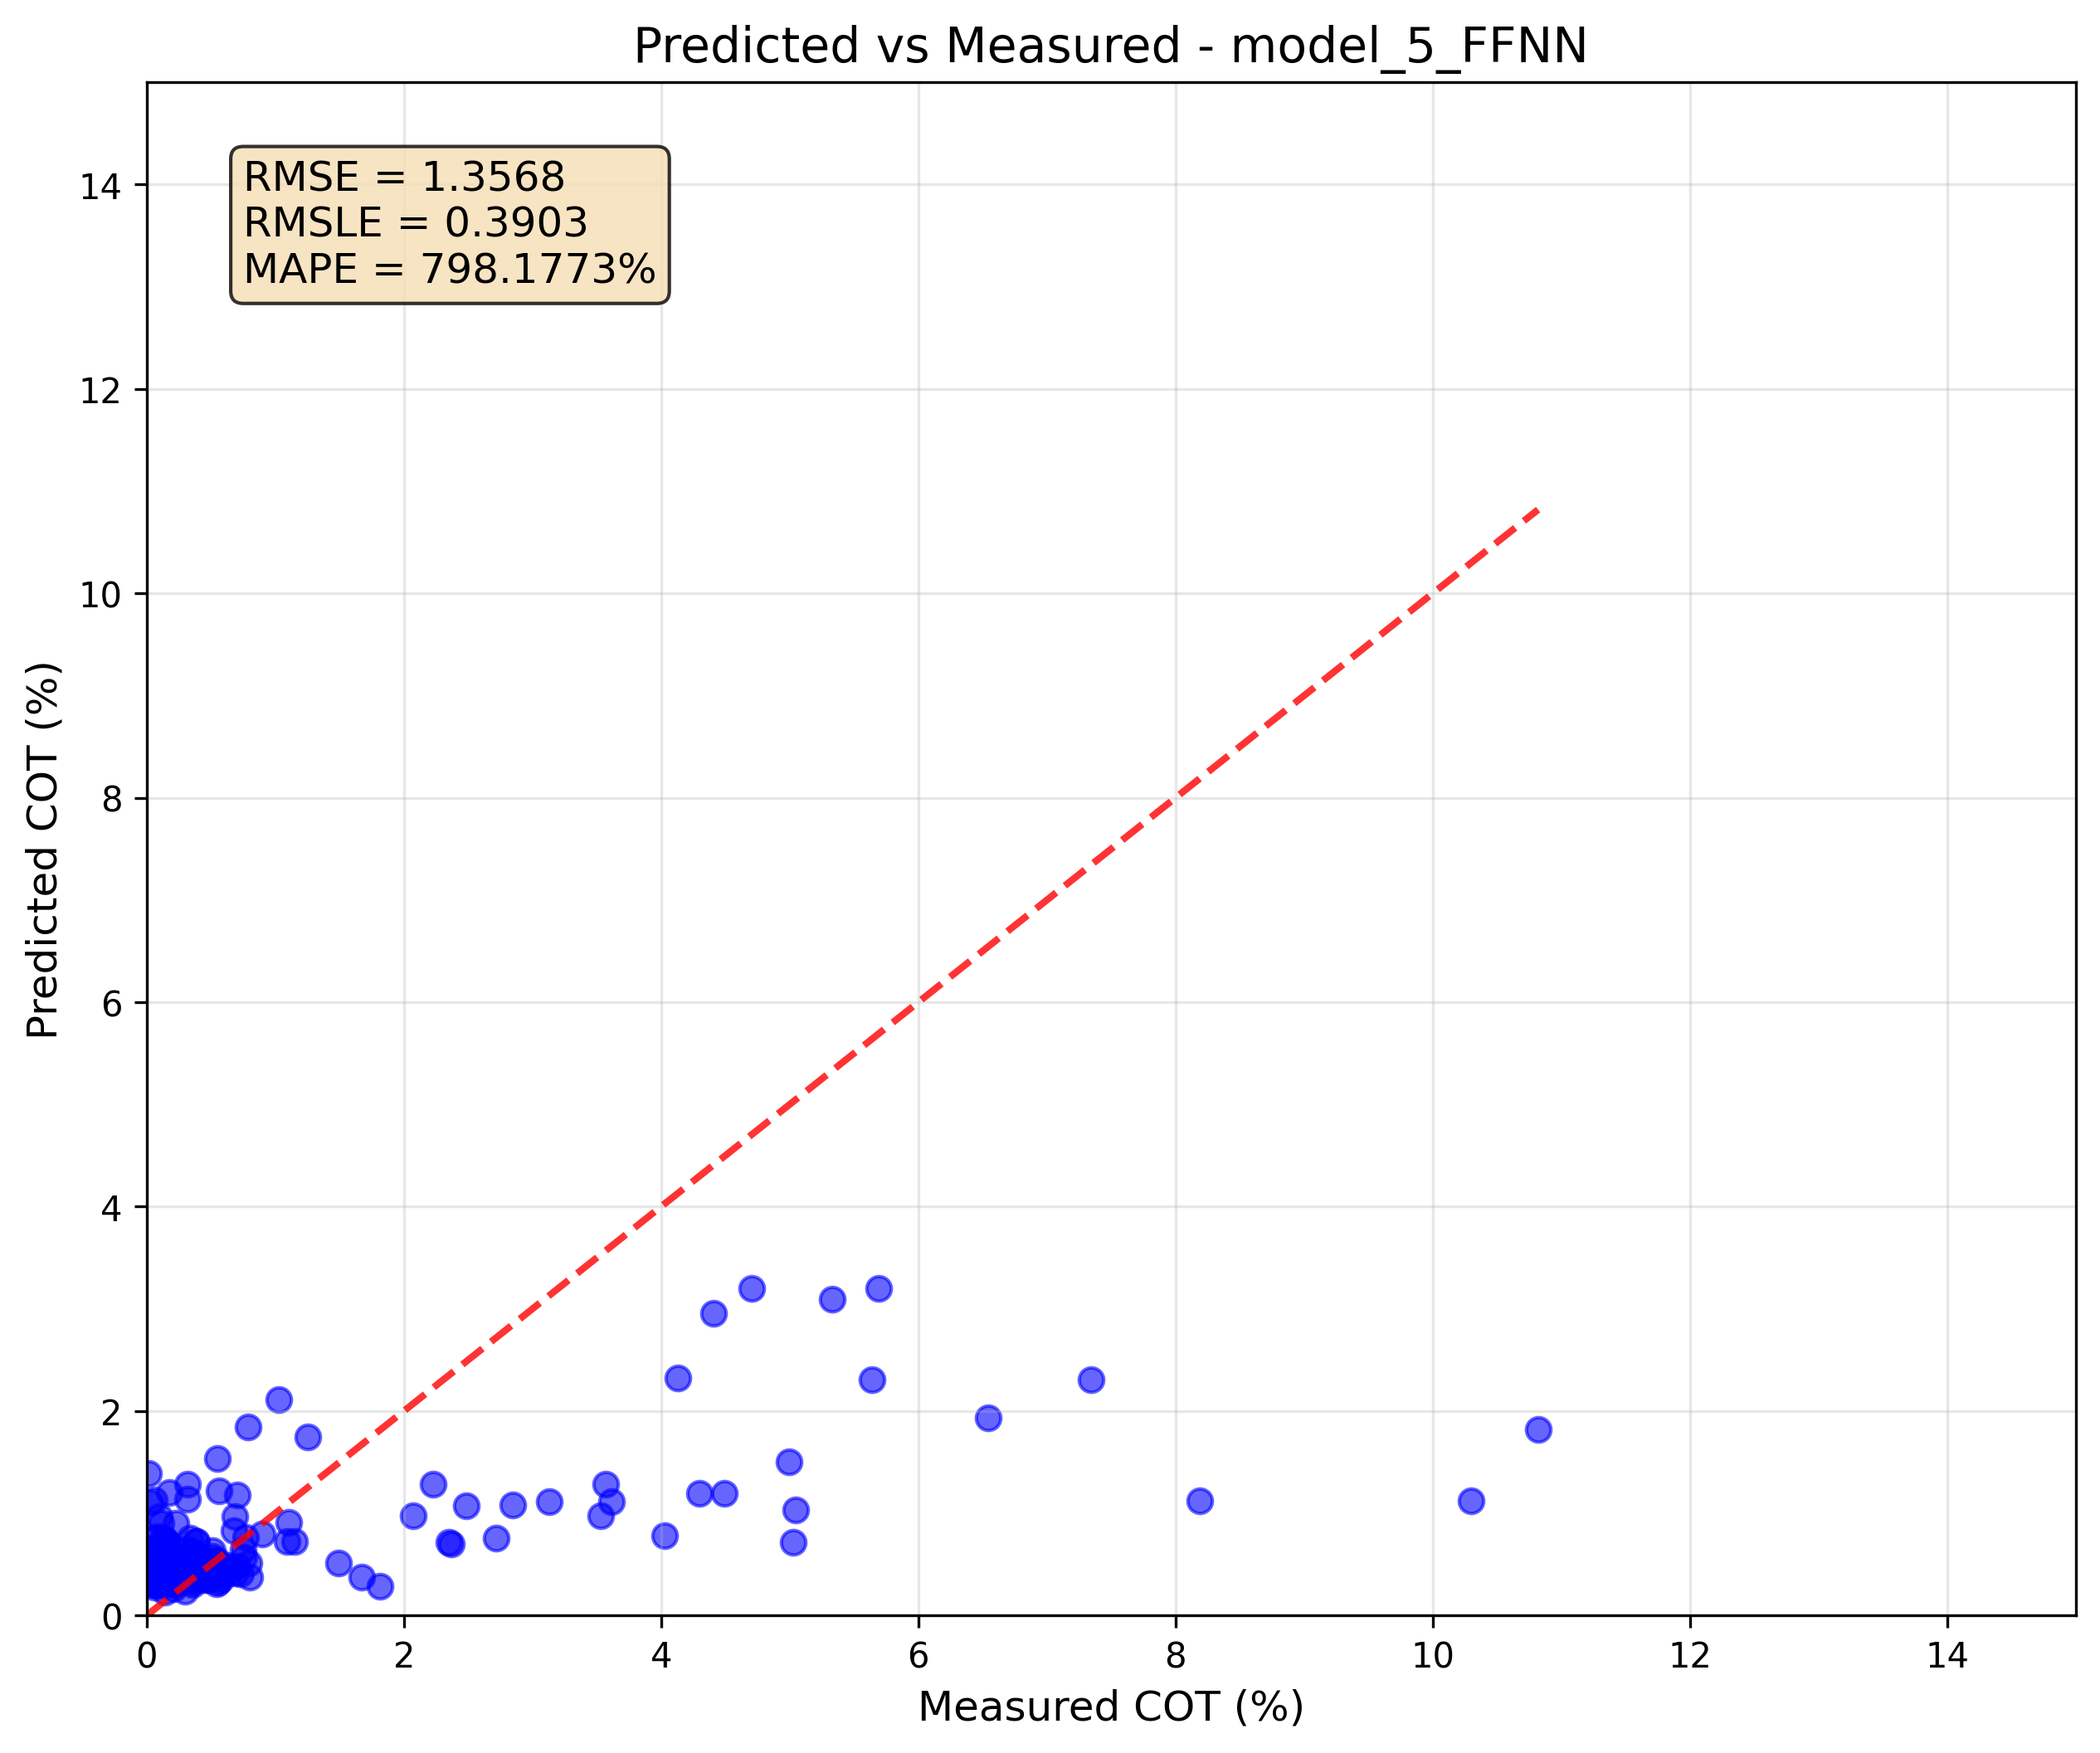 Predicted vs Measured - model_5_FFNN
RMSE = 1.3568
RMSLE = 0.3903
MAPE = 798.1773%
Predicted COT (%)
14
12
10
8
6
4
2
0
0 2 4 6 8 10 12 14
Measured COT (%)